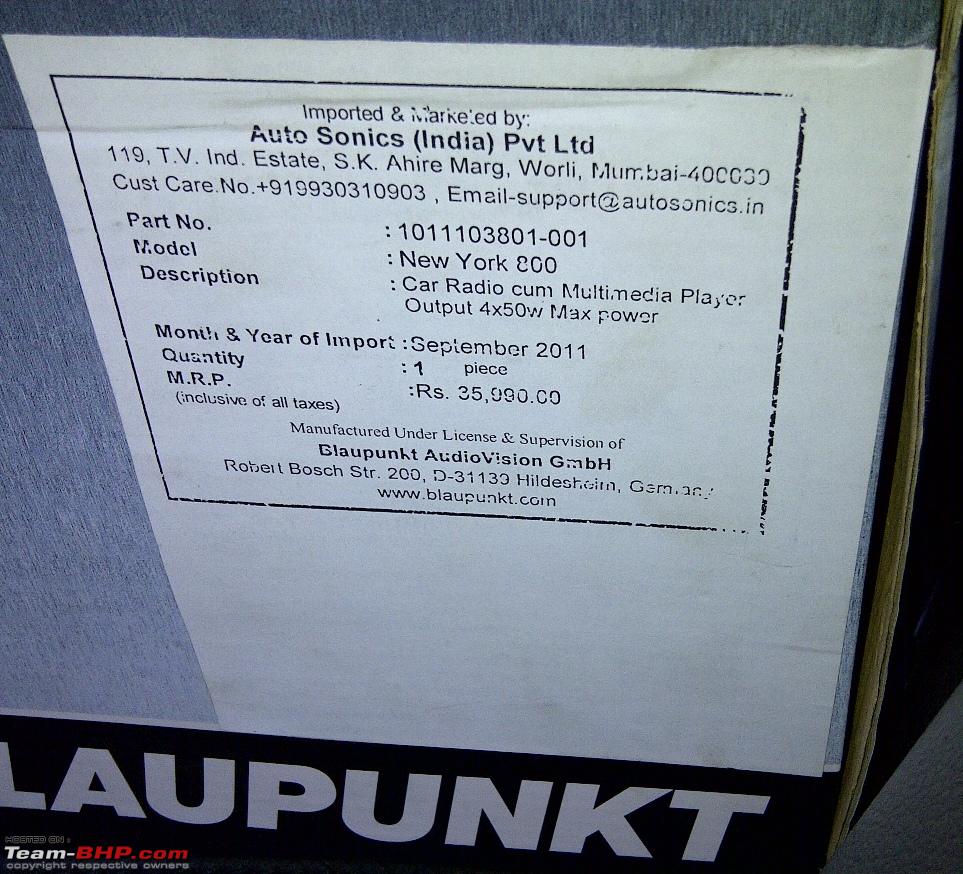 Imported & Marketed by:
Auto Sonics (India) Pvt Ltd
119, T.V. Ind. Estate, S.K. Ahire Marg, Worli, Mumbai-400030
Cust Care.No.+919930310903 , Email-support@autosonics.in
Part No. : 1011103801-001
Model : New York 800
Description : Car Radio cum Multimedia Player
Output 4x50w Max power
Month & Year of Import : September 2011
Quantity : 1 piece
M.R.P. :Rs. 35,990.00
(inclusive of all taxes)
Manufactured Under License & Supervision of
Blaupunkt AudioVision GmbH
Robert Bosch Str. 200, D-31139 Hildesheim, Germany
www.blaupunkt.com
LAUPUNKT
HOSTED ON :
Team-BHP.com
copyright respective owners